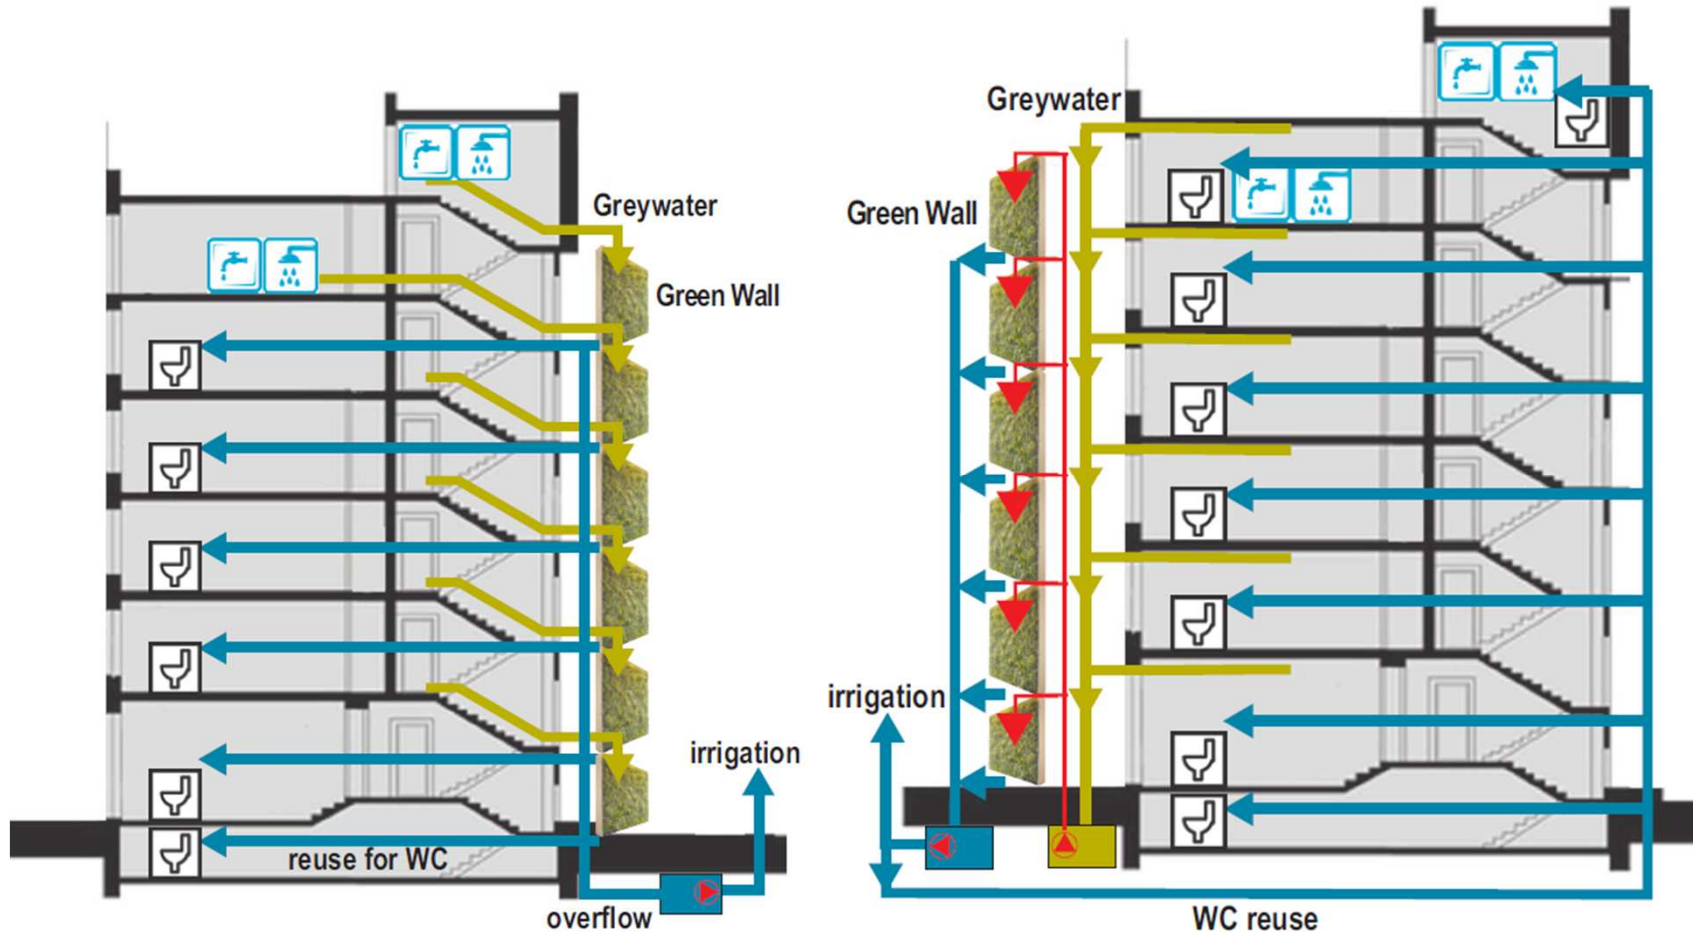 Greywater
Green Wall
irrigation
reuse for WC
overflow
Greywater
Green Wall
irrigation
WC reuse